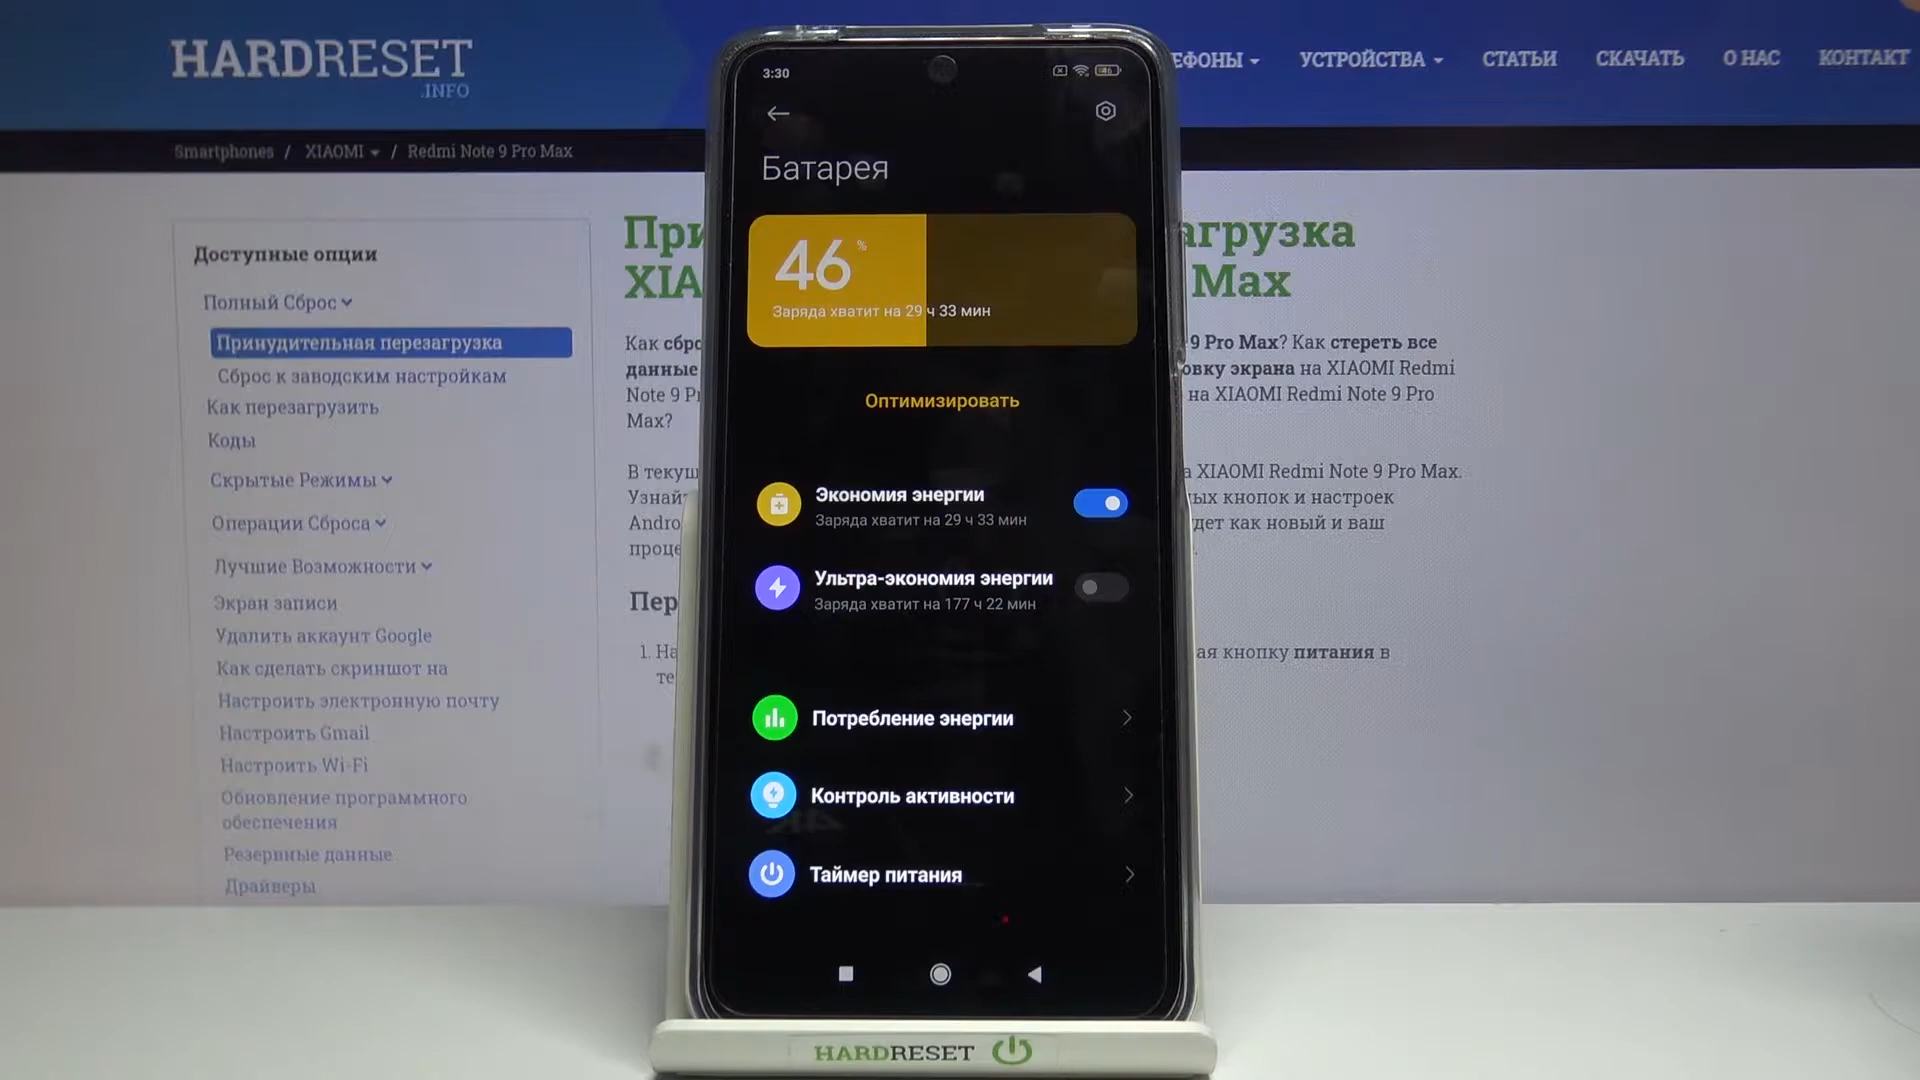 HARDRESET
.INFO
ЕФОНЫ
УСТРОЙСТВА
СТАТЬИ
СКАЧАТЬ
О НАС
КОНТАКТ
Smartphones / XIAOMI / Redmi Note 9 Pro Max
Доступные опции
Полный Сброс
Принудительная перезагрузка
Сброс к заводским настройкам
Как перезагрузить
Коды
Скрытые Режимы
Операции Сброса
Лучшие Возможности
Экран записи
Удалить аккаунт Google
Как сделать скриншот на
Настроить электронную почту
Настроить Gmail
Настроить Wi-Fi
Обновление программного
обеспечения
Резервные данные
Драйверы
При
агрузка
XIA
Max
Как сбро
9 Pro Max? Как стереть все
данные
овку экрана на XIAOMI Redmi
Note 9 Pr
на XIAOMI Redmi Note 9 Pro
Max?
В текущ
а XIAOMI Redmi Note 9 Pro Max.
Узнайт
ых кнопок и настроек
Andro
дет как новый и ваш
проце
Пер
1. На
ая кнопку питания в
те
3:30
46
Батарея
46 %
Заряда хватит на 29 ч 33 мин
Оптимизировать
Экономия энергии
Заряда хватит на 29 ч 33 мин
Ультра-экономия энергии
Заряда хватит на 177 ч 22 мин
Потребление энергии
Контроль активности
Таймер питания
HARDRESET